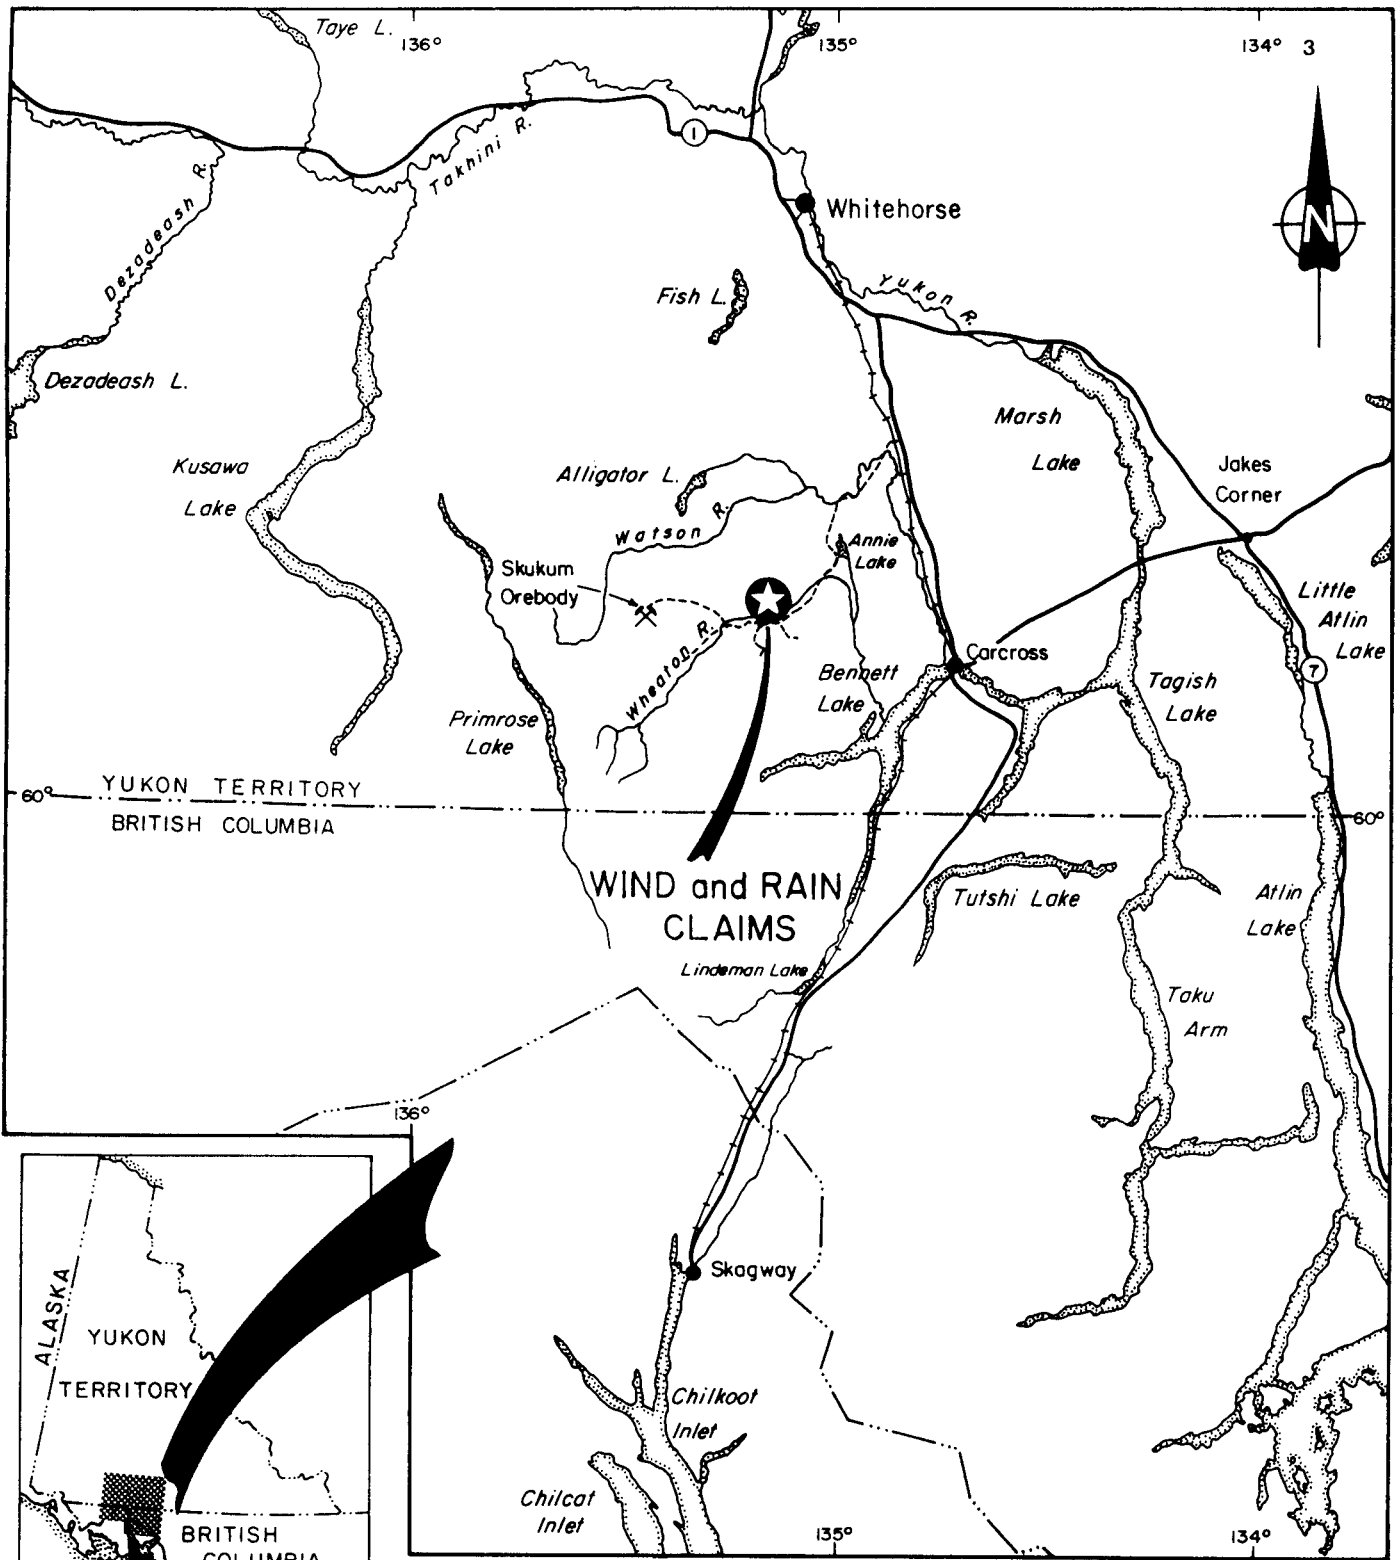 Taye L.
136°
135°
134° 3
1
Takhini R.
Dezadeash R.
Whitehorse
N
Yukon R.
Fish L.
Dezadeash L.
Marsh
Lake
Kusawa
Lake
Alligator L.
Jakes
Corner
Watson R.
Annie
Lake
Skukum
Orebody
Little
Atlin
Lake
Wheaton R.
Carcross
7
Bennett
Lake
Tagish
Lake
Primrose
Lake
60°
YUKON TERRITORY
BRITISH COLUMBIA
60°
WIND and RAIN
CLAIMS
Tutshi Lake
Atlin
Lake
Lindeman Lake
Taku
Arm
136°
Skagway
ALASKA
YUKON
TERRITORY
Chilkoot
Inlet
Chilcat
Inlet
135°
134°
BRITISH
COLUMBIA